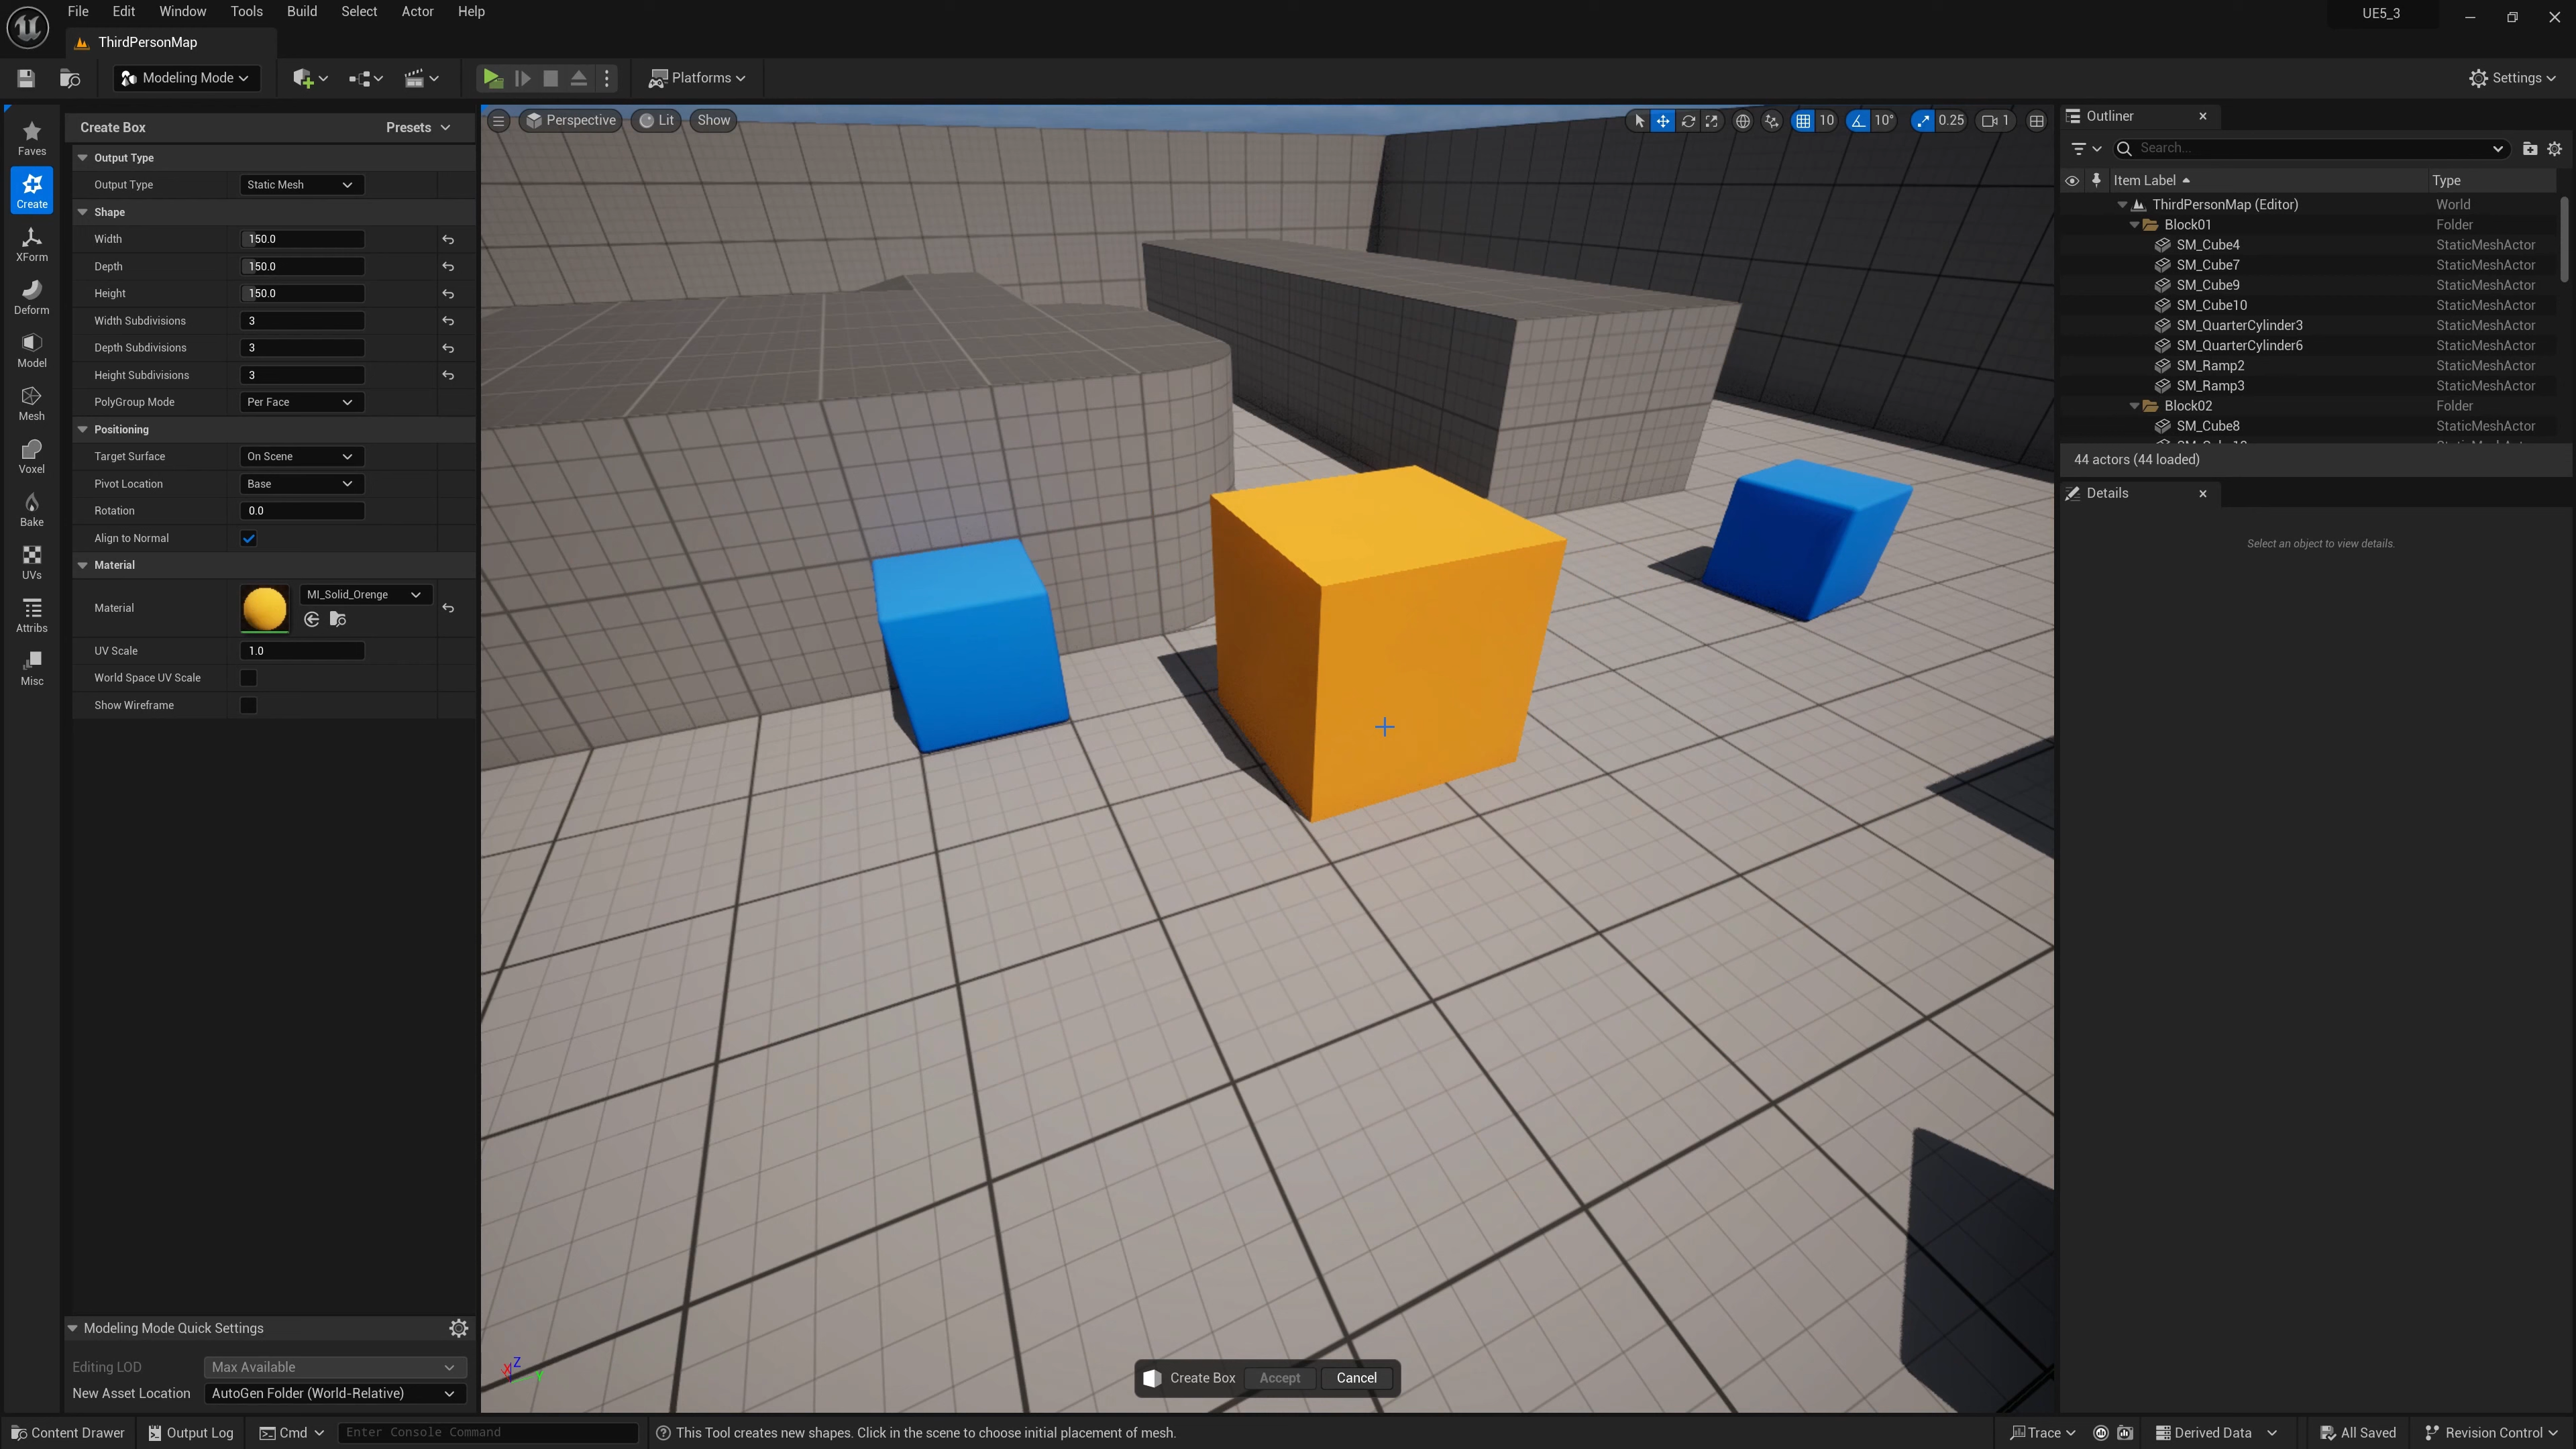 File Edit Window Tools Build Select Actor Help
UE5_3
ThirdPersonMap
Modeling Mode
Platforms
Settings
Faves
Create
XForm
Deform
Model
Mesh
Voxel
Bake
UVs
Attribs
Misc
Create Box Presets
Output Type
Output Type Static Mesh
Shape
Width 150.0
Depth 150.0
Height 150.0
Width Subdivisions 3
Depth Subdivisions 3
Height Subdivisions 3
PolyGroup Mode Per Face
Positioning
Target Surface On Scene
Pivot Location Base
Rotation 0.0
Align to Normal
Material
Material MI_Solid_Orenge
UV Scale 1.0
World Space UV Scale
Show Wireframe
Modeling Mode Quick Settings
Editing LOD Max Available
New Asset Location AutoGen Folder (World-Relative)
Perspective Lit Show
10 10° 0.25 1
X Z Y
Create Box Accept Cancel
Outliner
Search...
Item Label Type
ThirdPersonMap (Editor) World
Block01 Folder
SM_Cube4 StaticMeshActor
SM_Cube7 StaticMeshActor
SM_Cube9 StaticMeshActor
SM_Cube10 StaticMeshActor
SM_QuarterCylinder3 StaticMeshActor
SM_QuarterCylinder6 StaticMeshActor
SM_Ramp2 StaticMeshActor
SM_Ramp3 StaticMeshActor
Block02 Folder
SM_Cube8 StaticMeshActor
44 actors (44 loaded)
Details
Select an object to view details.
Content Drawer Output Log Cmd Enter Console Command This Tool creates new shapes. Click in the scene to choose initial placement of mesh. Trace Derived Data All Saved Revision Control